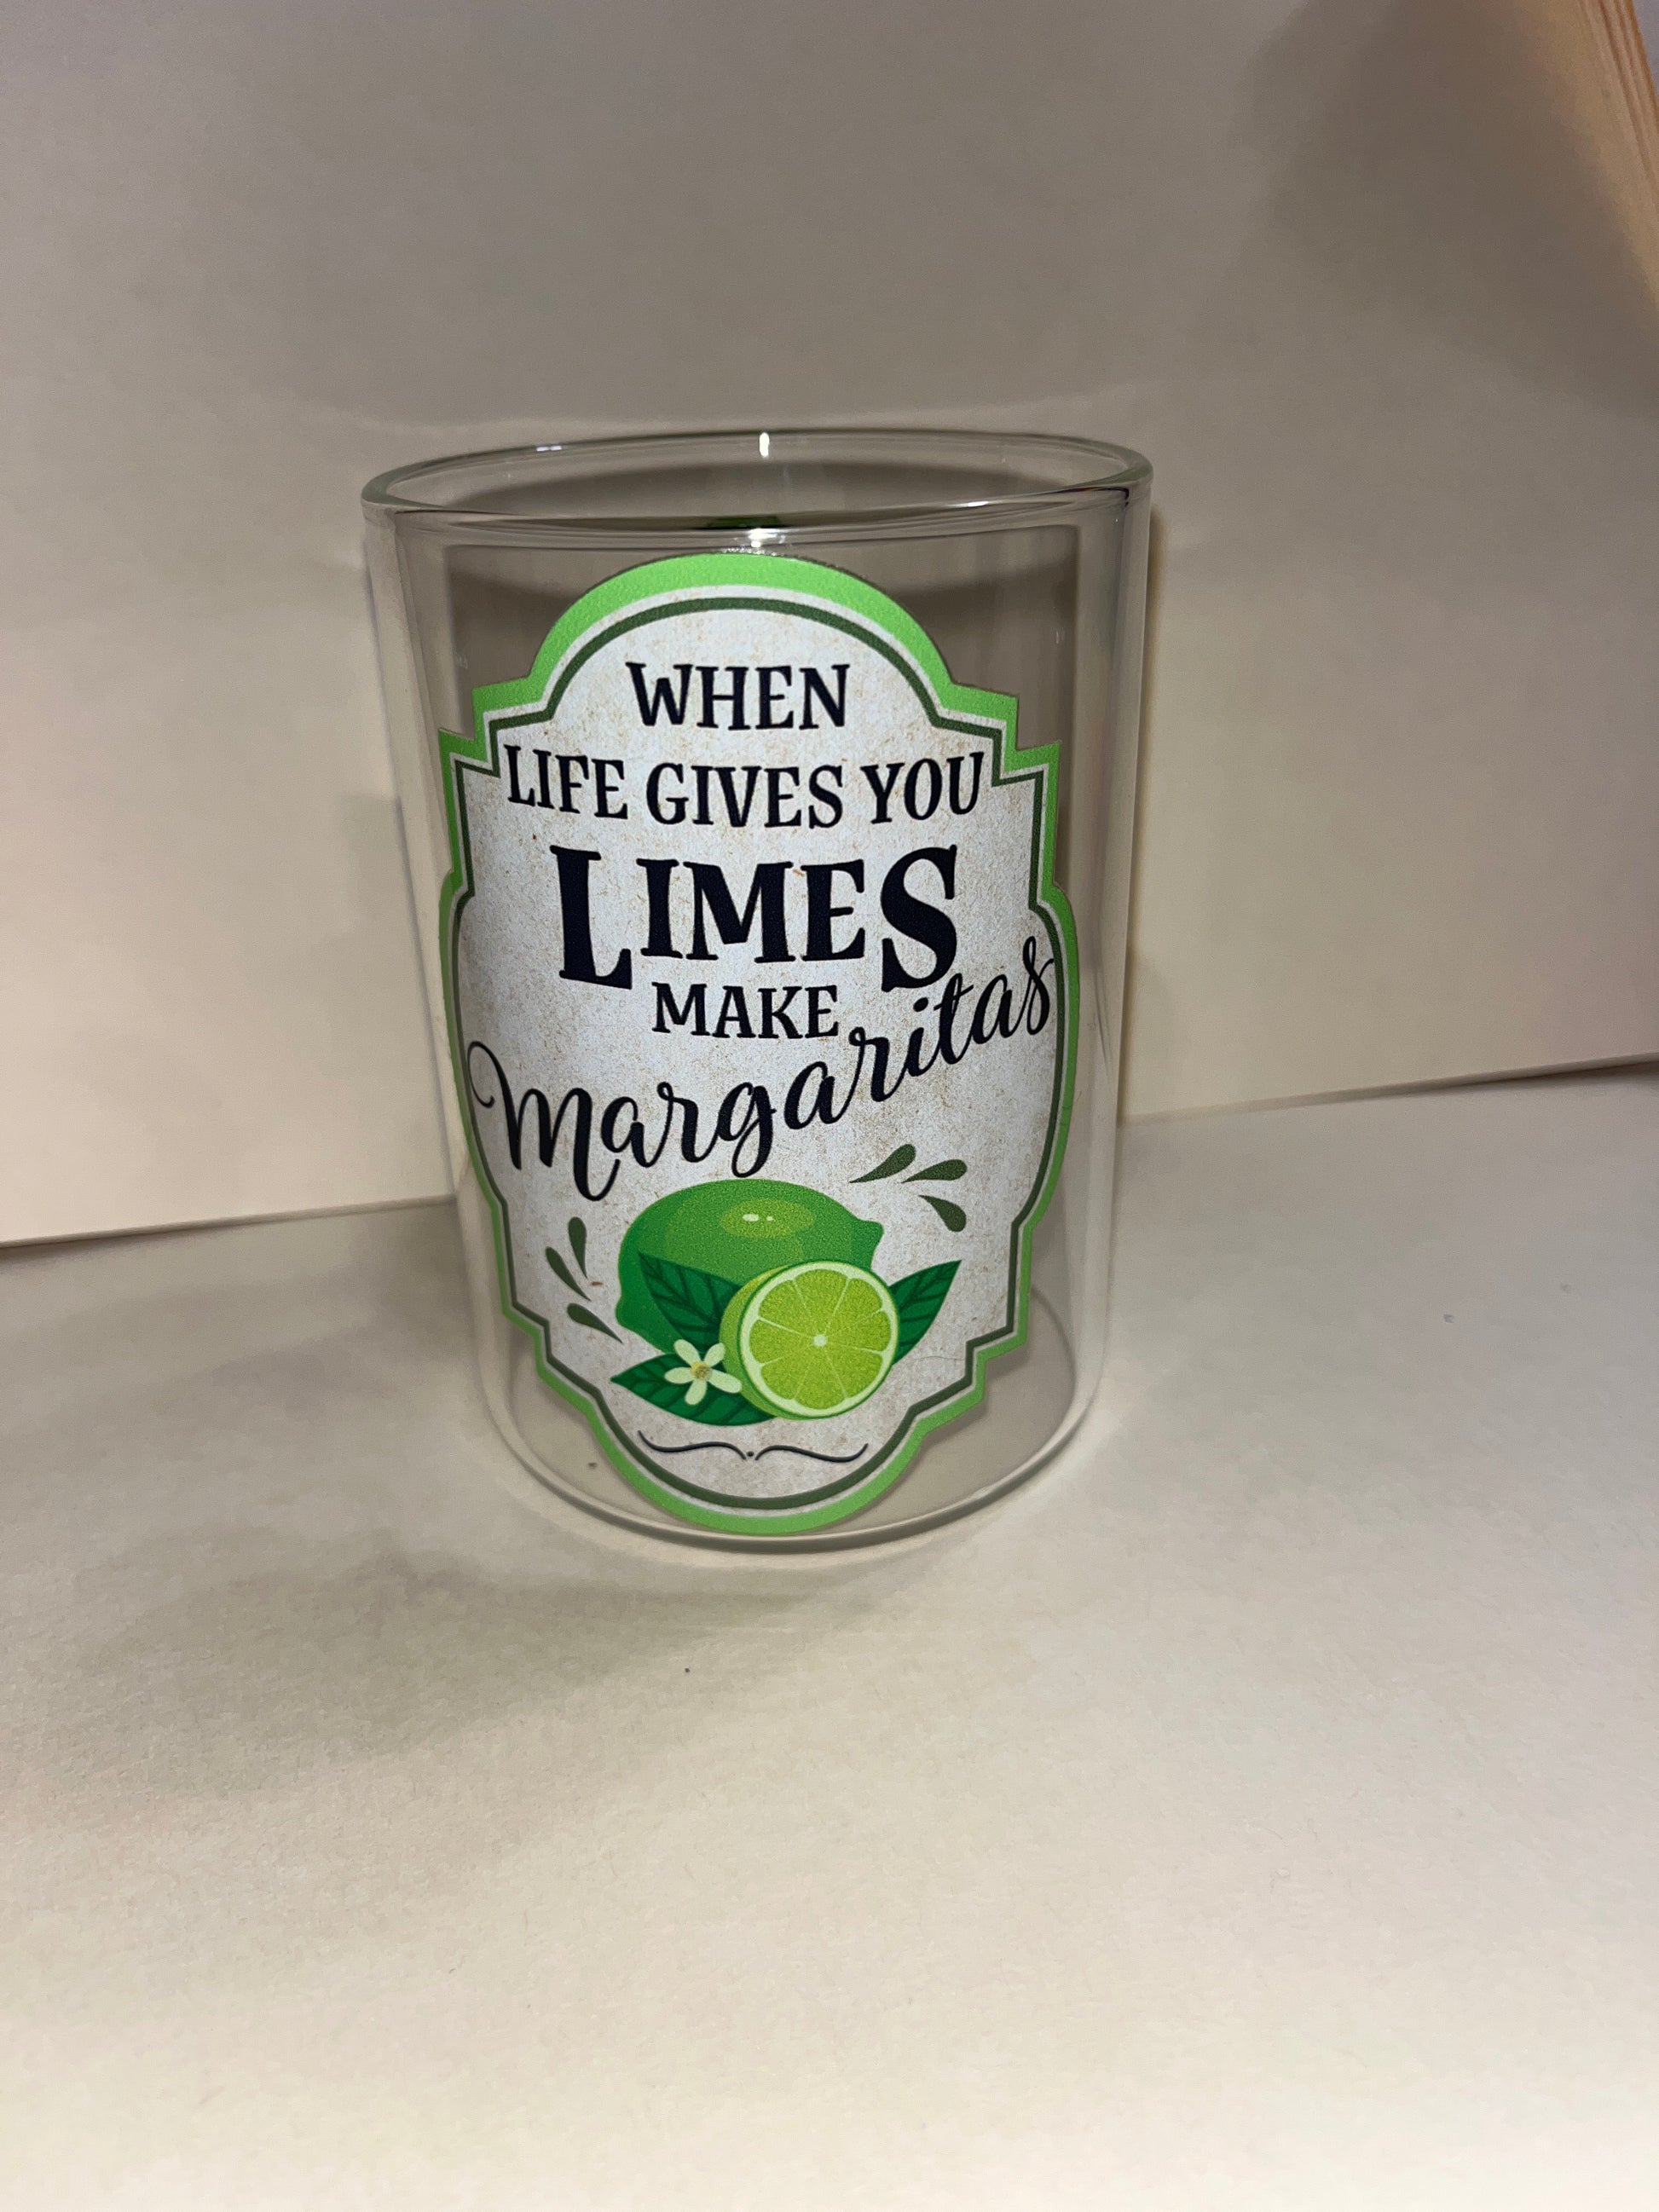 WHEN
LIFE GIVES YOU
LIMES
MAKE
Margaritas